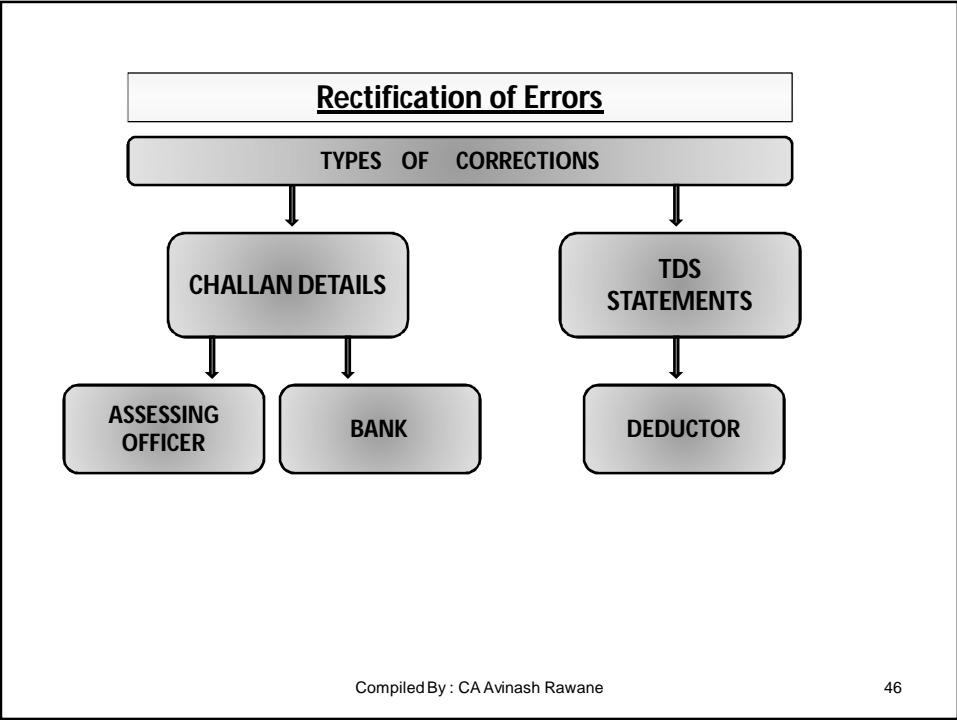 Rectification of Errors
TYPES OF CORRECTIONS
CHALLAN DETAILS
TDS
STATEMENTS
ASSESSING
OFFICER
BANK
DEDUCTOR
Compiled By : CA Avinash Rawane
46